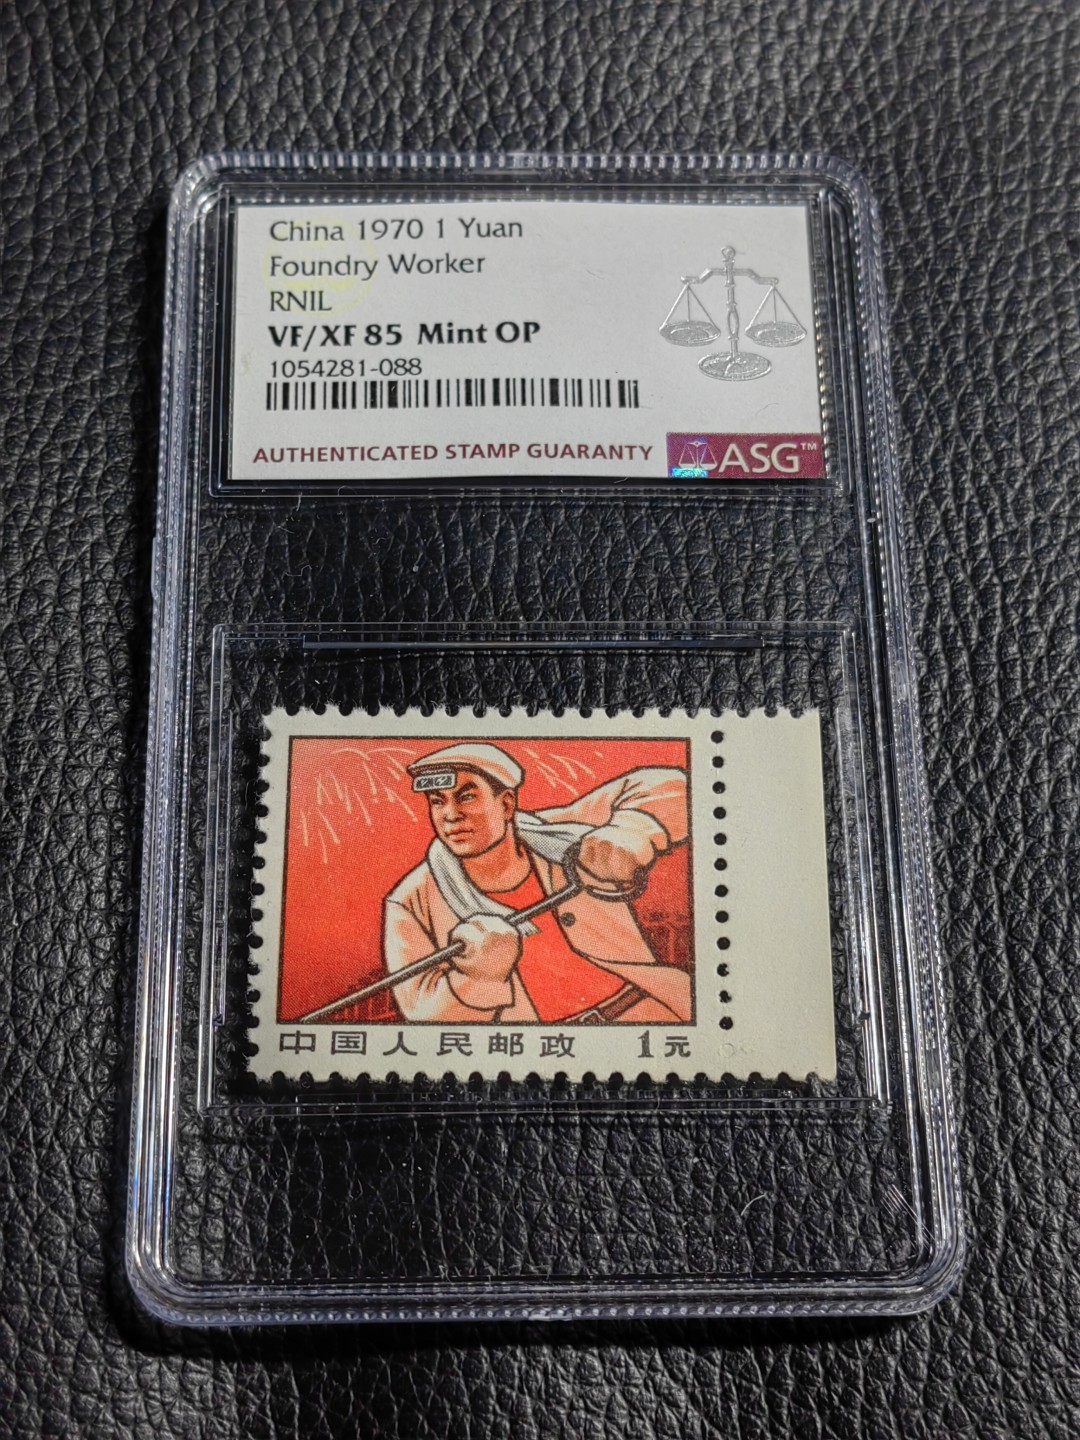 China 1970 1 Yuan
Foundry Worker
RNIL
VF/XF 85 Mint OP
1054281-088
AUTHENTICATED STAMP GUARANTY
ASG™
中国人民邮政 1元